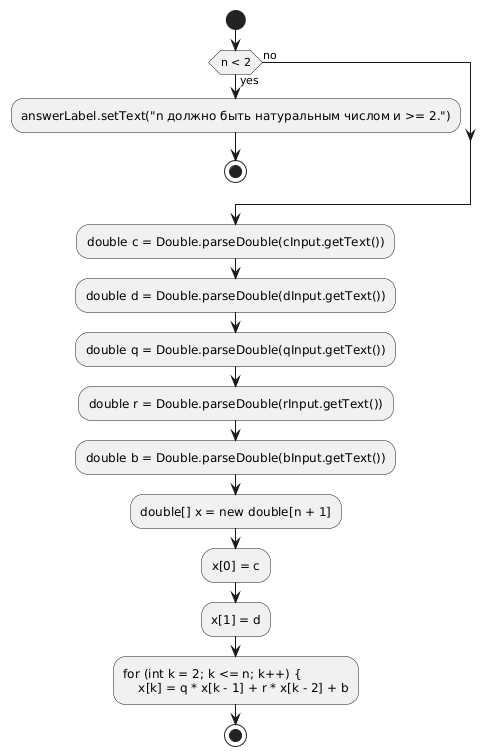 n < 2
no
yes
answerLabel.setText("n должно быть натуральным числом и >= 2.")
double c = Double.parseDouble(cInput.getText())
double d = Double.parseDouble(dInput.getText())
double q = Double.parseDouble(qInput.getText())
double r = Double.parseDouble(rInput.getText())
double b = Double.parseDouble(bInput.getText())
double[] x = new double[n + 1]
x[0] = c
x[1] = d
for (int k = 2; k <= n; k++) {
x[k] = q * x[k - 1] + r * x[k - 2] + b